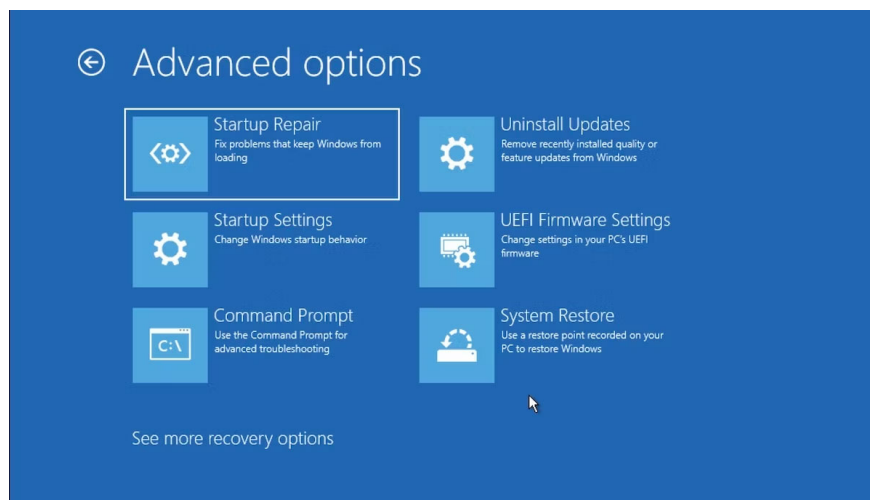 Advanced options
Startup Repair
Fix problems that keep Windows from
loading
Uninstall Updates
Remove recently installed quality or
feature updates from Windows
Startup Settings
Change Windows startup behavior
UEFI Firmware Settings
Change settings in your PC's UEFI
firmware
C:\
Command Prompt
Use the Command Prompt for
advanced troubleshooting
System Restore
Use a restore point recorded on your
PC to restore Windows
See more recovery options